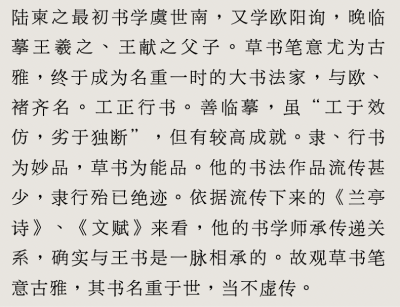 陆柬之最初书学虞世南，又学欧阳询，晚临
摹王羲之、王献之父子。草书笔意尤为古
雅，终于成为名重一时的大书法家，与欧、
褚齐名。工正行书。善临摹，虽“工于效
仿，劣于独断”，但有较高成就。隶、行书
为妙品，草书为能品。他的书法作品流传甚
少，隶行殆已绝迹。依据流传下来的《兰亭
诗》、《文赋》来看，他的书学师承传递关
系，确实与王书是一脉相承的。故观草书笔
意古雅，其书名重于世，当不虚传。